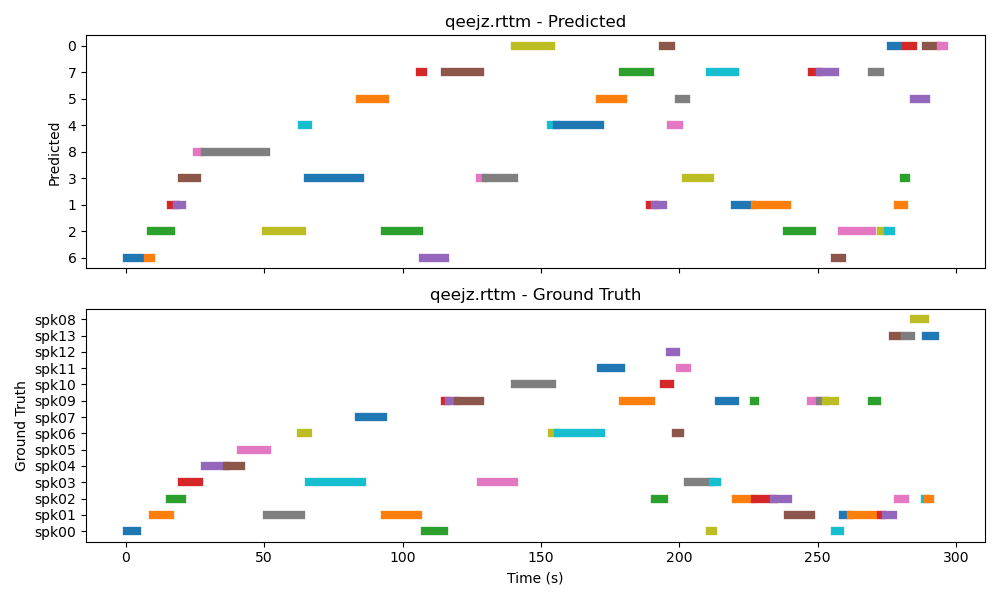 qeejz.rttm - Predicted
Predicted
0
7
5
4
8
3
1
2
6
qeejz.rttm - Ground Truth
Ground Truth
spk08
spk13
spk12
spk11
spk10
spk09
spk07
spk06
spk05
spk04
spk03
spk02
spk01
spk00
0 50 100 150 200 250 300
Time (s)